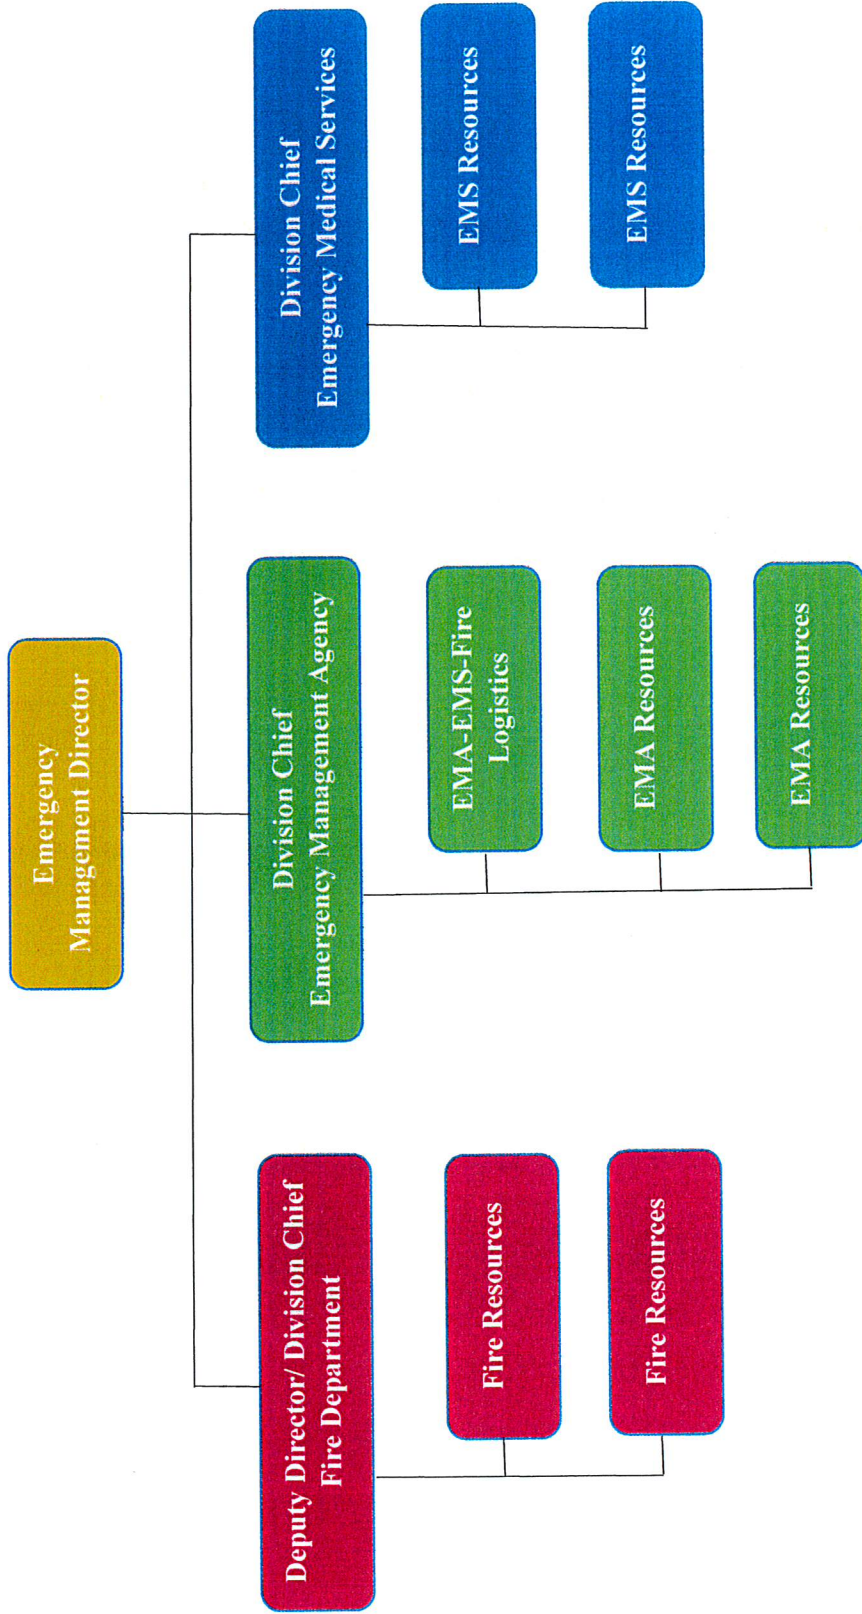 Emergency
Management Director
Deputy Director/ Division Chief
Fire Department
Fire Resources
Fire Resources
Division Chief
Emergency Management Agency
EMA-EMS-Fire
Logistics
EMA Resources
EMA Resources
Division Chief
Emergency Medical Services
EMS Resources
EMS Resources